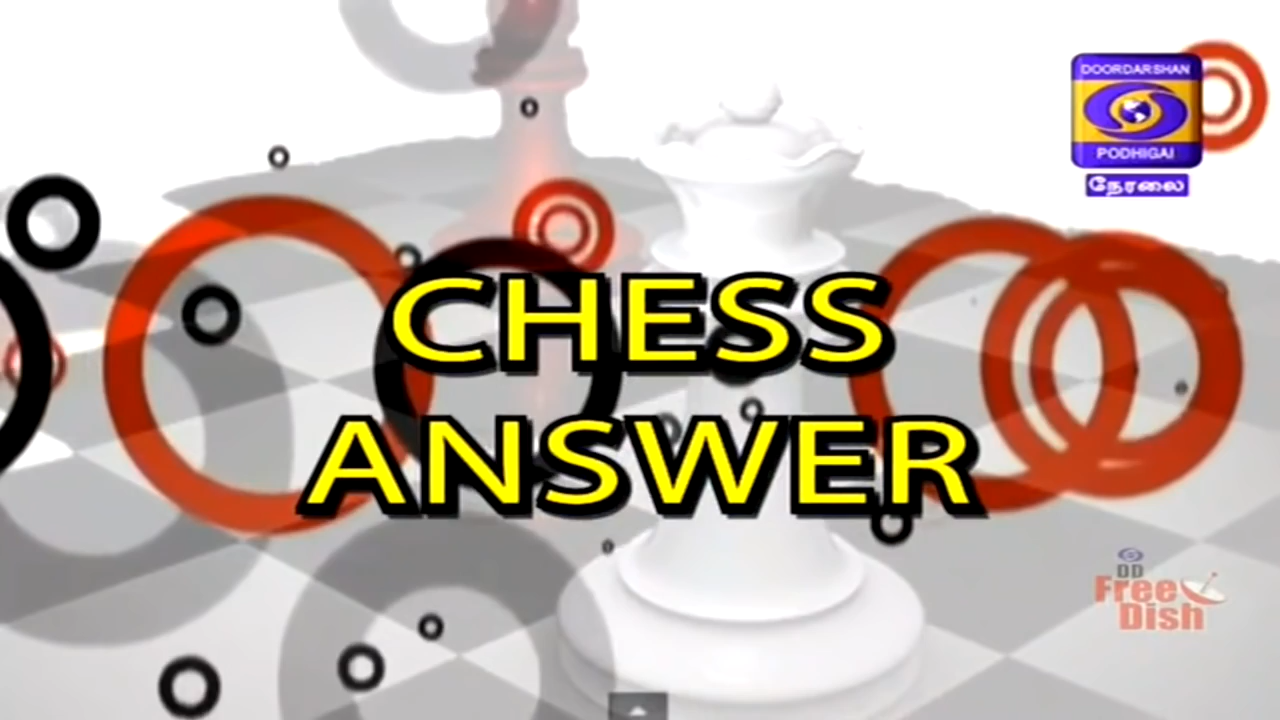 DOORDARSHAN
PODHIGAI
நேரலை
CHESS
ANSWER
DD
Free
Dish